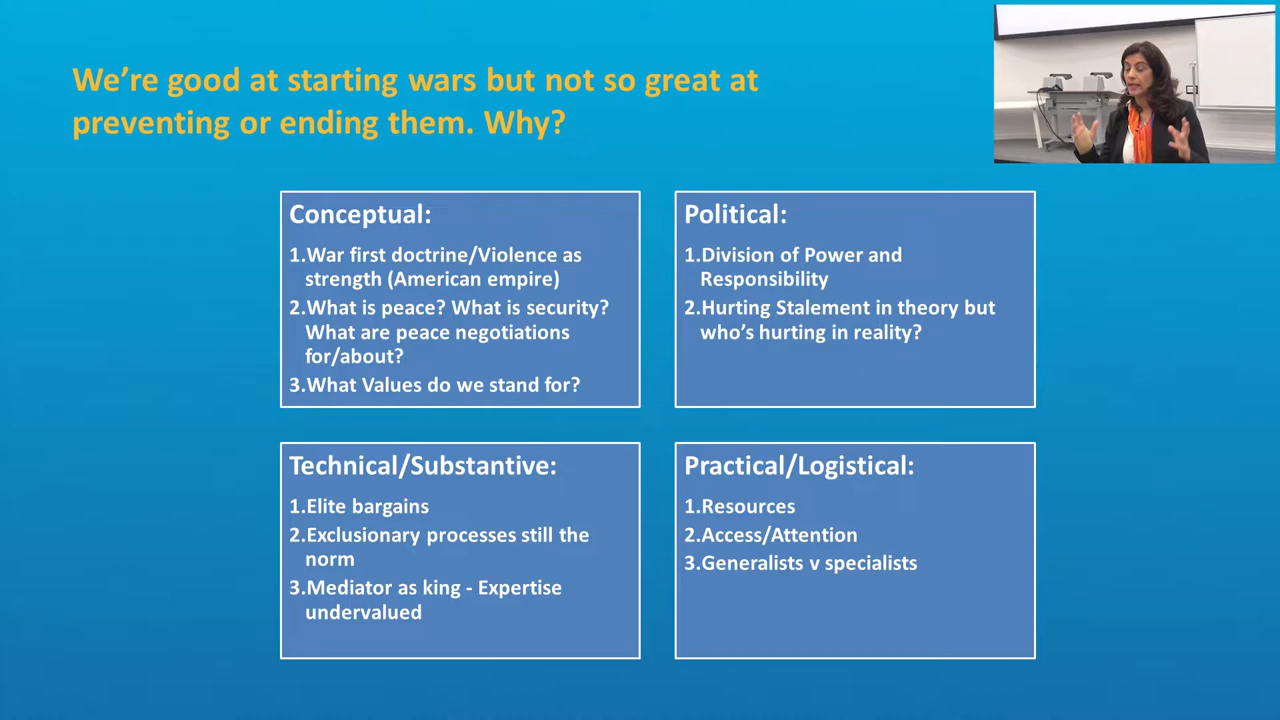 We're good at starting wars but not so great at
preventing or ending them. Why?
Conceptual:
1.War first doctrine/Violence as
strength (American empire)
2.What is peace? What is security?
What are peace negotiations
for/about?
3.What Values do we stand for?
Political:
1.Division of Power and
Responsibility
2.Hurting Stalement in theory but
who's hurting in reality?
Technical/Substantive:
1.Elite bargains
2.Exclusionary processes still the
norm
3.Mediator as king - Expertise
undervalued
Practical/Logistical:
1.Resources
2.Access/Attention
3.Generalists v specialists